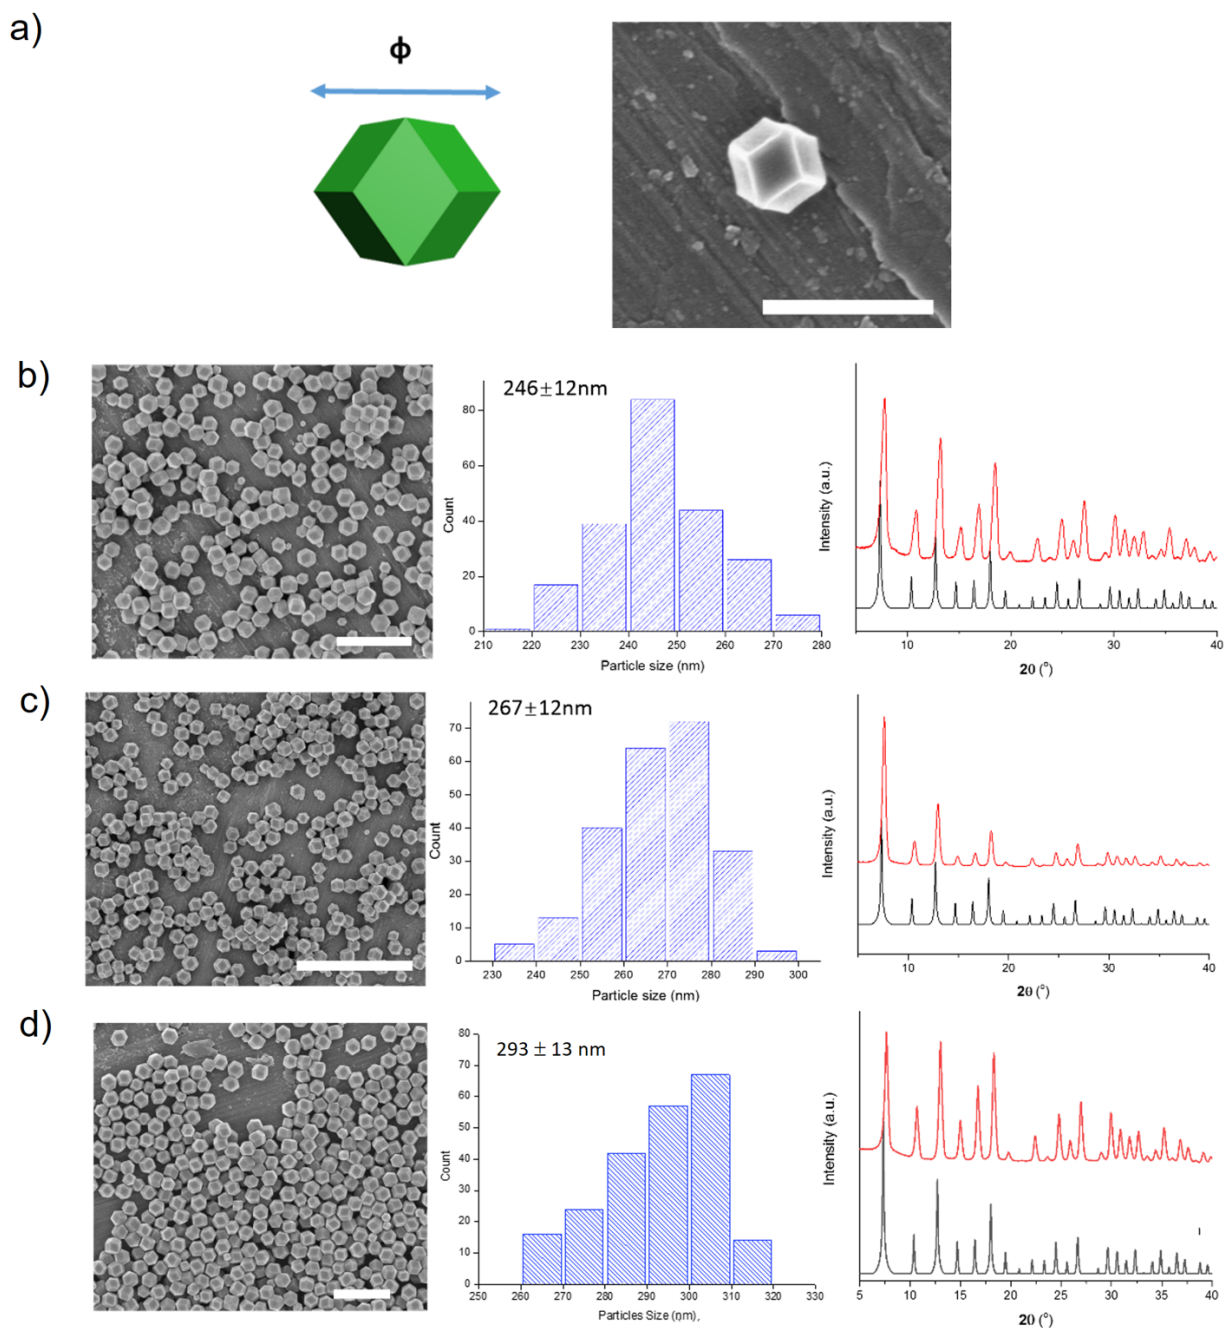 a)
ϕ
b)
246±12nm
80
60
40
20
0
Count
210 220 230 240 250 260 270 280
Particle size (nm)
Intensity (a.u.)
10 20 30 40
2θ (°)
c)
267±12nm
70
60
50
40
30
20
10
0
Count
230 240 250 260 270 280 290 300
Particle size (nm)
Intensity (a.u.)
10 20 30 40
2θ (°)
d)
293 ± 13 nm
80
70
60
50
40
30
20
10
0
Count
250 260 270 280 290 300 310 320 330
Particles Size (nm),
Intensity (a.u.)
5 10 15 20 25 30 35 40
2θ (°)